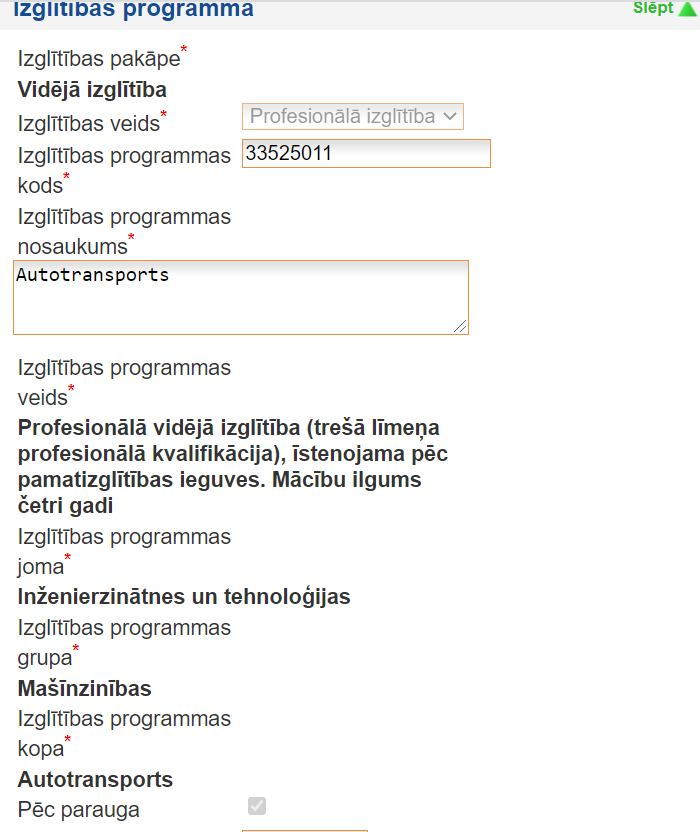 Izglītības programma
Slēpt
Izglītības pakāpe*
Vidējā izglītība
Izglītības veids*
Profesionālā izglītība
Izglītības programmas
kods*
33525011
Izglītības programmas
nosaukums*
Autotransports
Izglītības programmas
veids*
Profesionālā vidējā izglītība (trešā līmeņa
profesionālā kvalifikācija), īstenojama pēc
pamatizglītības ieguves. Mācību ilgums
četri gadi
Izglītības programmas
joma*
Inženierzinātnes un tehnoloģijas
Izglītības programmas
grupa*
Mašīnzinības
Izglītības programmas
kopa*
Autotransports
Pēc parauga